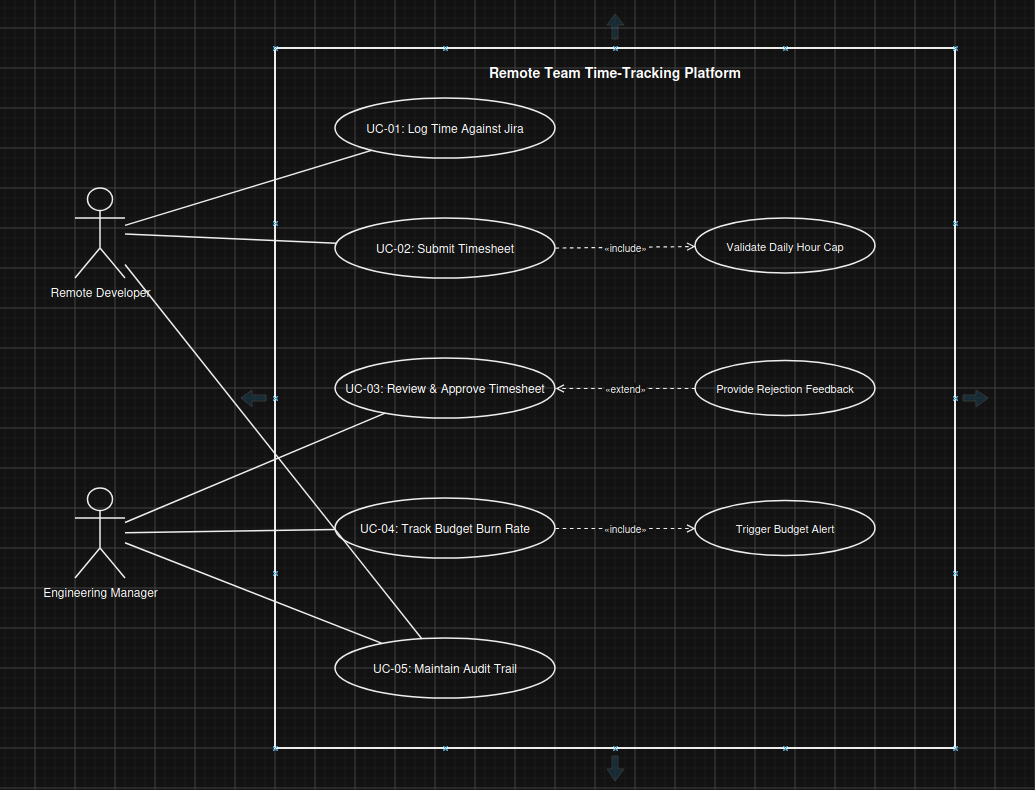 Remote Team Time-Tracking Platform
UC-01: Log Time Against Jira
UC-02: Submit Timesheet
«include»
Validate Daily Hour Cap
Remote Developer
UC-03: Review & Approve Timesheet
«extend»
Provide Rejection Feedback
UC-04: Track Budget Burn Rate
«include»
Trigger Budget Alert
Engineering Manager
UC-05: Maintain Audit Trail